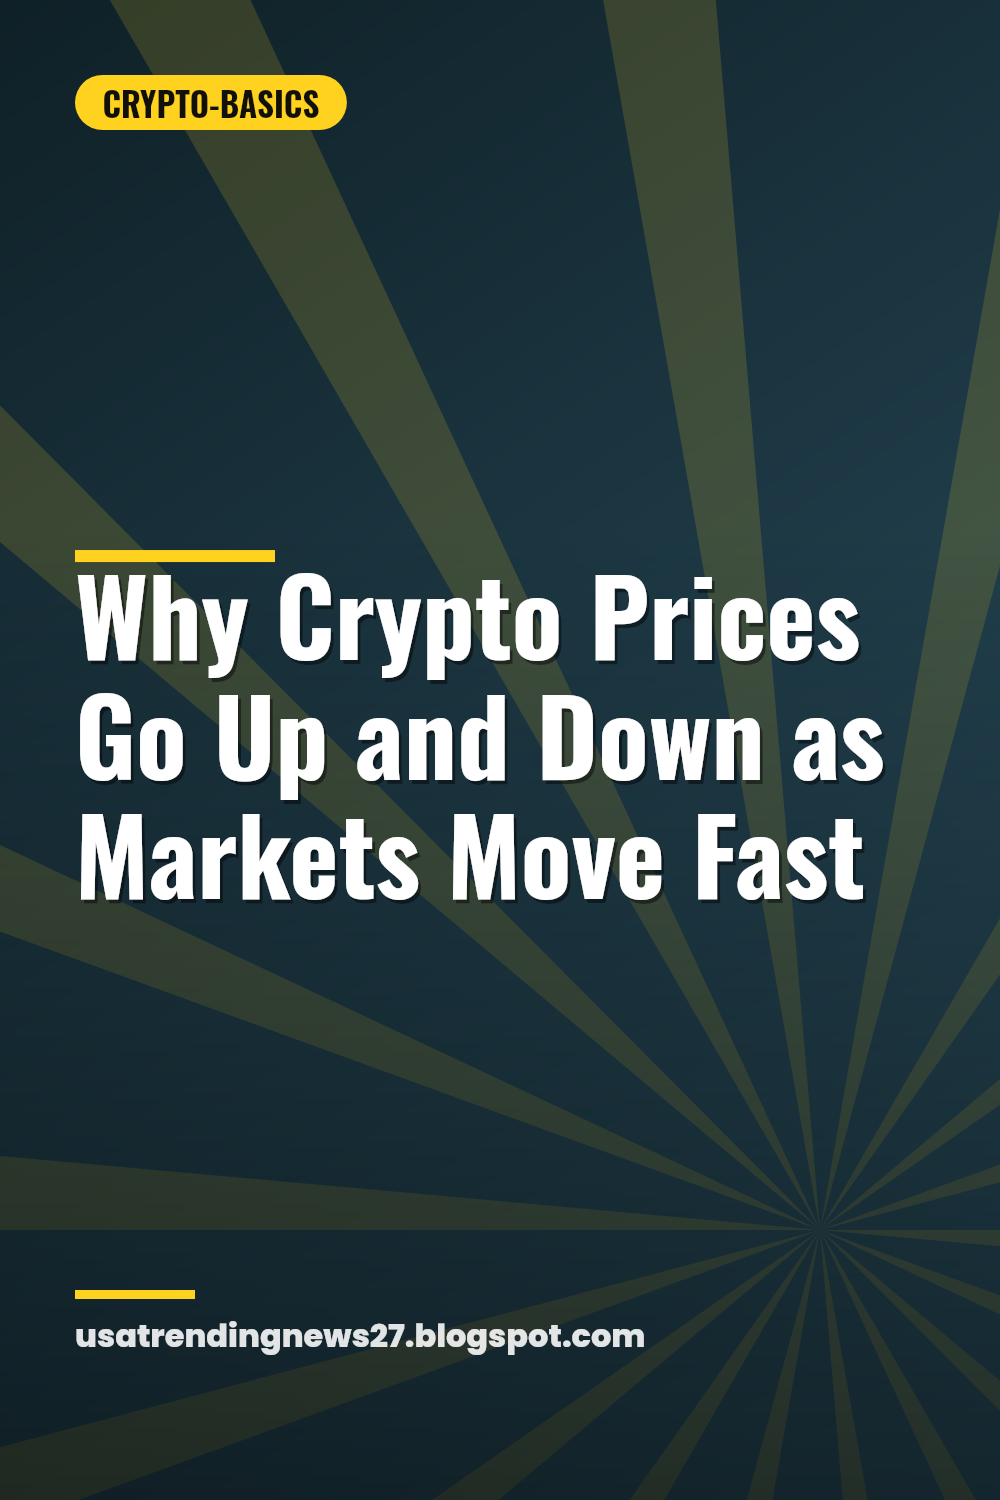 CRYPTO-BASICS
Why Crypto Prices
Go Up and Down as
Markets Move Fast
usatrendingnews27.blogspot.com